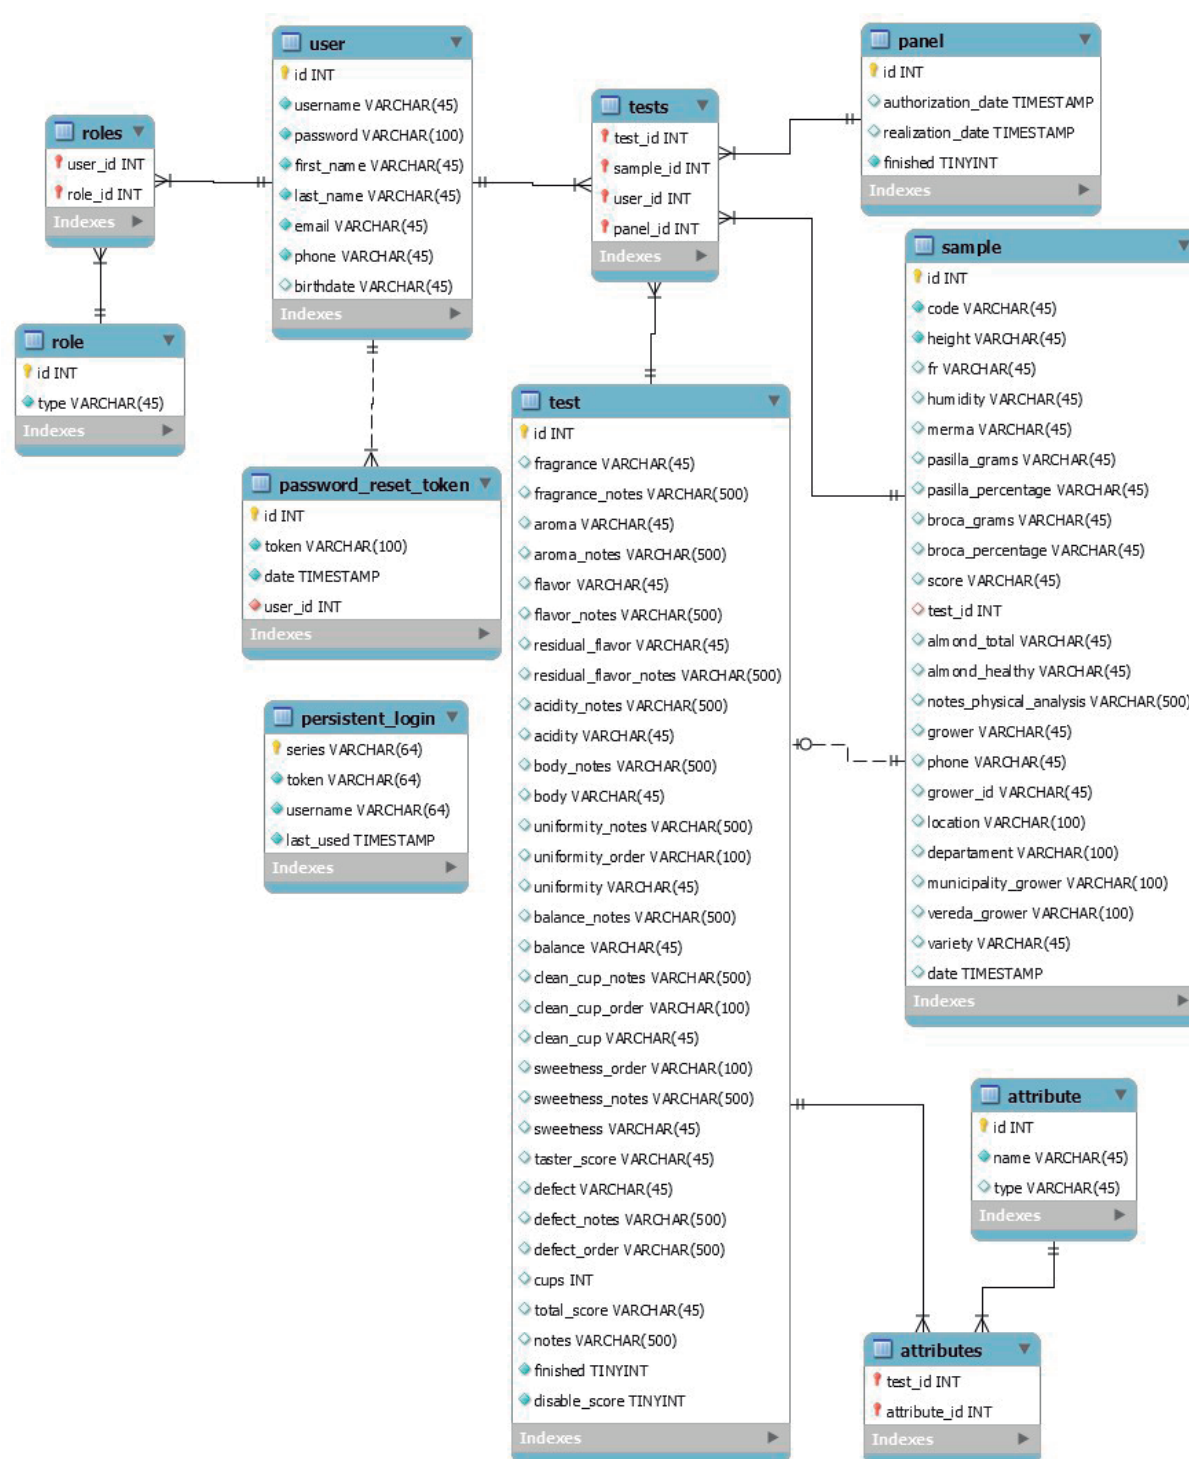 user
id INT
username VARCHAR(45)
password VARCHAR(100)
first_name VARCHAR(45)
last_name VARCHAR(45)
email VARCHAR(45)
phone VARCHAR(45)
birthdate VARCHAR(45)
Indexes
panel
id INT
authorization_date TIMESTAMP
realization_date TIMESTAMP
finished TINYINT
Indexes
roles
user_id INT
role_id INT
Indexes
tests
test_id INT
sample_id INT
user_id INT
panel_id INT
Indexes
role
id INT
type VARCHAR(45)
Indexes
sample
id INT
code VARCHAR(45)
height VARCHAR(45)
fr VARCHAR(45)
humidity VARCHAR(45)
merma VARCHAR(45)
pasilla_grams VARCHAR(45)
pasilla_percentage VARCHAR(45)
broca_grams VARCHAR(45)
broca_percentage VARCHAR(45)
score VARCHAR(45)
test_id INT
almond_total VARCHAR(45)
almond_healthy VARCHAR(45)
notes_physical_analysis VARCHAR(500)
grower VARCHAR(45)
phone VARCHAR(45)
grower_id VARCHAR(45)
location VARCHAR(100)
departament VARCHAR(100)
municipality_grower VARCHAR(100)
vereda_grower VARCHAR(100)
variety VARCHAR(45)
date TIMESTAMP
Indexes
password_reset_token
id INT
token VARCHAR(100)
date TIMESTAMP
user_id INT
Indexes
test
id INT
fragrance VARCHAR(45)
fragrance_notes VARCHAR(500)
aroma VARCHAR(45)
aroma_notes VARCHAR(500)
flavor VARCHAR(45)
flavor_notes VARCHAR(500)
residual_flavor VARCHAR(45)
residual_flavor_notes VARCHAR(500)
acidity_notes VARCHAR(500)
acidity VARCHAR(45)
body_notes VARCHAR(500)
body VARCHAR(45)
uniformity_notes VARCHAR(500)
uniformity_order VARCHAR(100)
uniformity VARCHAR(45)
balance_notes VARCHAR(500)
balance VARCHAR(45)
clean_cup_notes VARCHAR(500)
clean_cup_order VARCHAR(100)
clean_cup VARCHAR(45)
sweetness_order VARCHAR(100)
sweetness_notes VARCHAR(500)
sweetness VARCHAR(45)
taster_score VARCHAR(45)
defect VARCHAR(45)
defect_notes VARCHAR(500)
defect_order VARCHAR(500)
cups INT
total_score VARCHAR(45)
notes VARCHAR(500)
finished TINYINT
disable_score TINYINT
Indexes
persistent_login
series VARCHAR(64)
token VARCHAR(64)
username VARCHAR(64)
last_used TIMESTAMP
Indexes
attribute
id INT
name VARCHAR(45)
type VARCHAR(45)
Indexes
attributes
test_id INT
attribute_id INT
Indexes